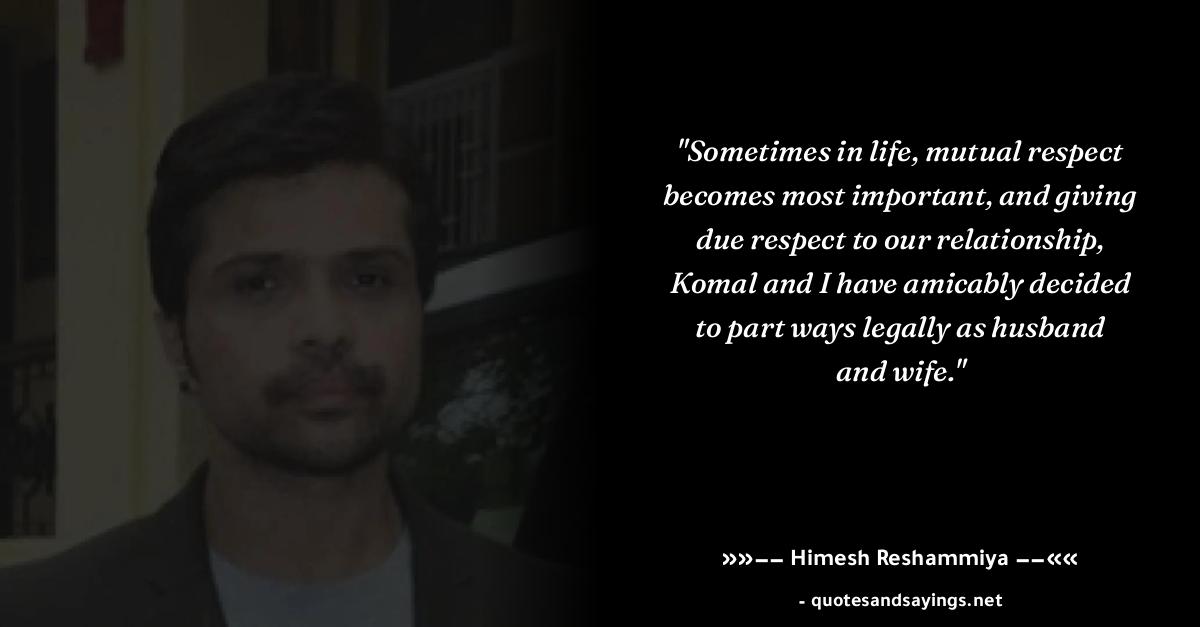 "Sometimes in life, mutual respect
becomes most important, and giving
due respect to our relationship,
Komal and I have amicably decided
to part ways legally as husband
and wife."
»»−− Himesh Reshammiya −−««
- quotesandsayings.net